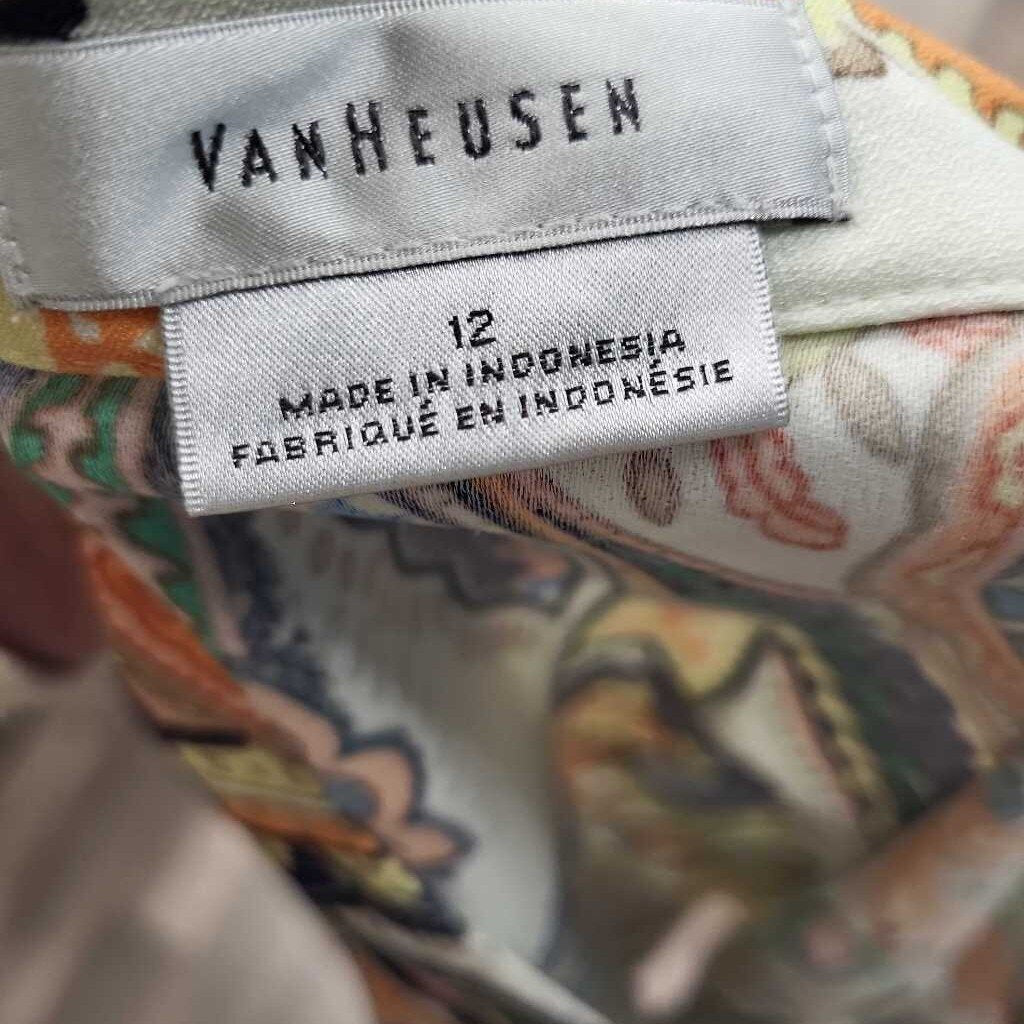 VANHEUSEN
12
MADE IN INDONESIA
FABRIQUÉ EN INDONÉSIE